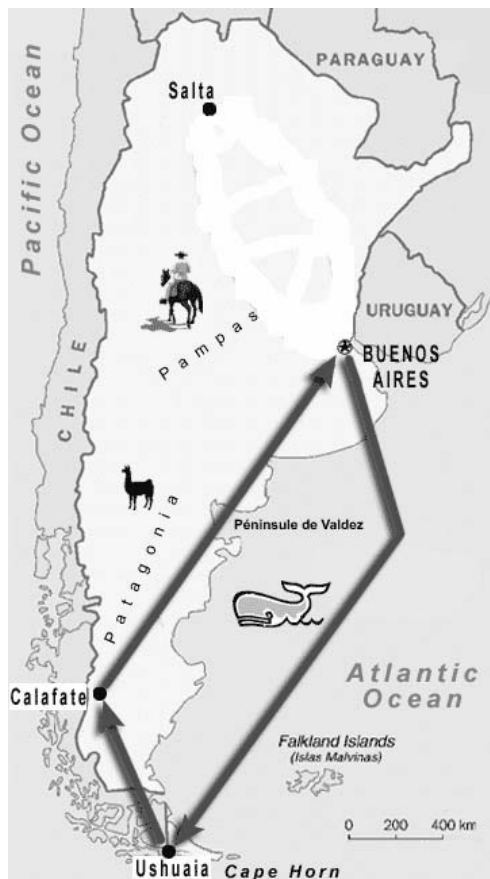 PARAGUAY
Salta
Pacific Ocean
URUGUAY
Pampas
BUENOS
AIRES
CHILE
Péninsule de Valdez
Patagonia
Atlantic
Ocean
Calafate
Falkland Islands
(Islas Malvinas)
0 200 400 km
Ushuaia
Cape Horn